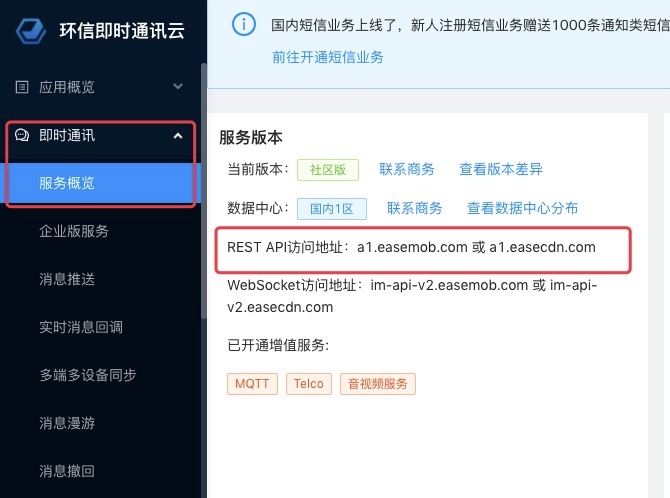 环信即时通讯云
应用概览
即时通讯
服务概览
企业版服务
消息推送
实时消息回调
多端多设备同步
消息漫游
消息撤回
国内短信业务上线了，新人注册短信业务赠送1000条通知类短信
前往开通短信业务
服务版本
当前版本： 社区版 联系商务 查看版本差异
数据中心： 国内1区 联系商务 查看数据中心分布
REST API访问地址：a1.easemob.com 或 a1.easecdn.com
WebSocket访问地址：im-api-v2.easemob.com 或 im-api-
v2.easecdn.com
已开通增值服务:
MQTT Telco 音视频服务